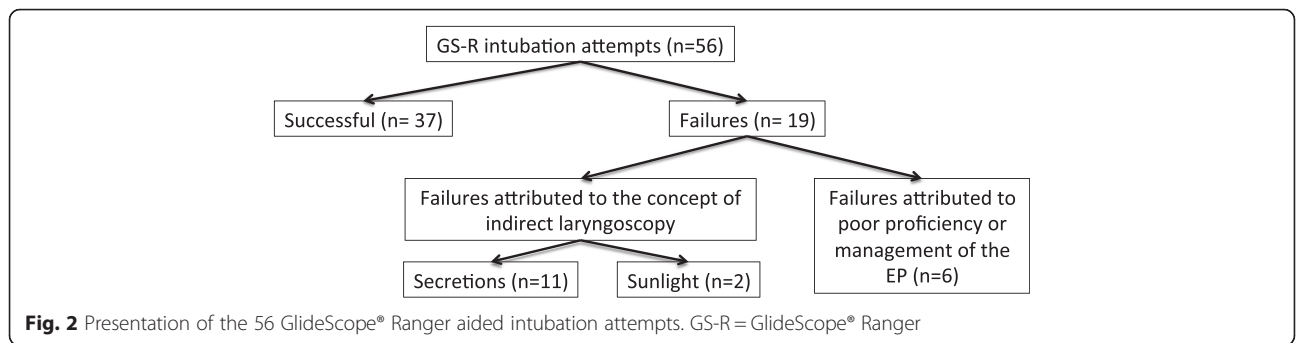 GS-R intubation attempts (n=56)
Successful (n= 37)
Failures (n= 19)
Failures attributed to the concept of
indirect laryngoscopy
Failures attributed to
poor proficiency or
management of the
EP (n=6)
Secretions (n=11)
Sunlight (n=2)
Fig. 2 Presentation of the 56 GlideScope® Ranger aided intubation attempts. GS-R = GlideScope® Ranger